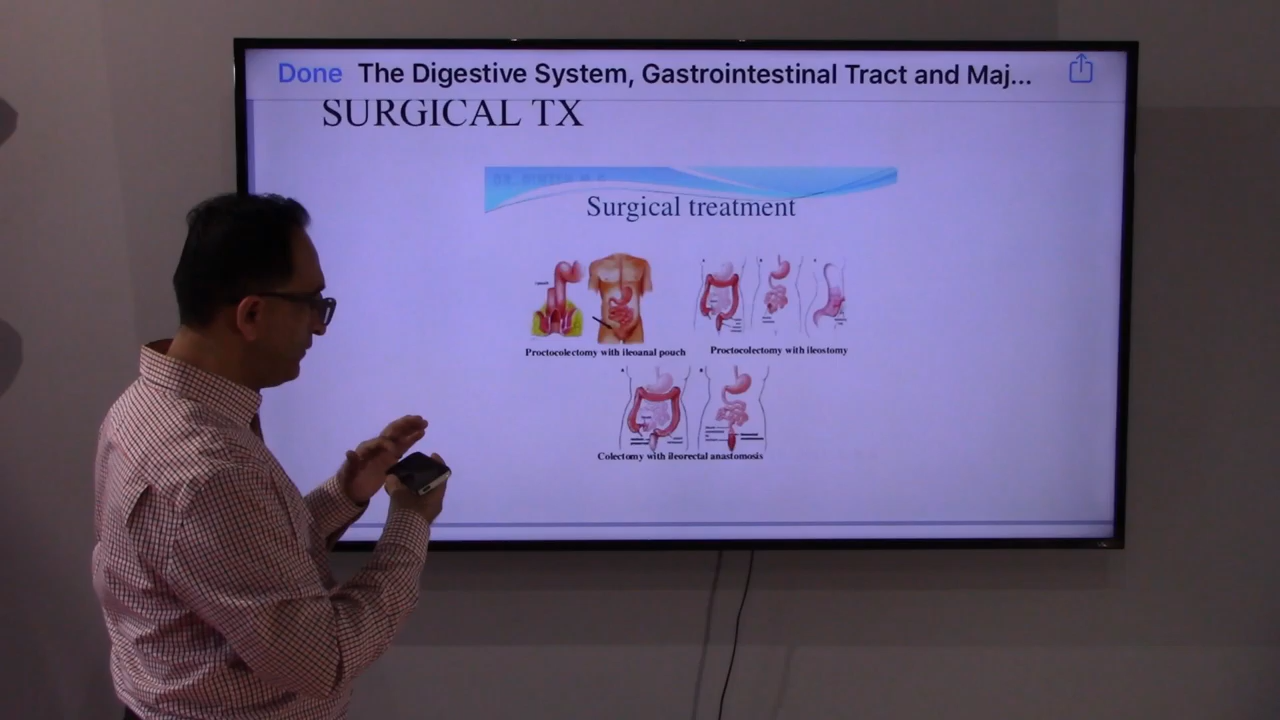 Done The Digestive System, Gastrointestinal Tract and Maj...
SURGICAL TX
Surgical treatment
Proctocolectomy with ileoanal pouch
Proctocolectomy with ileostomy
Colectomy with ileorectal anastomosis